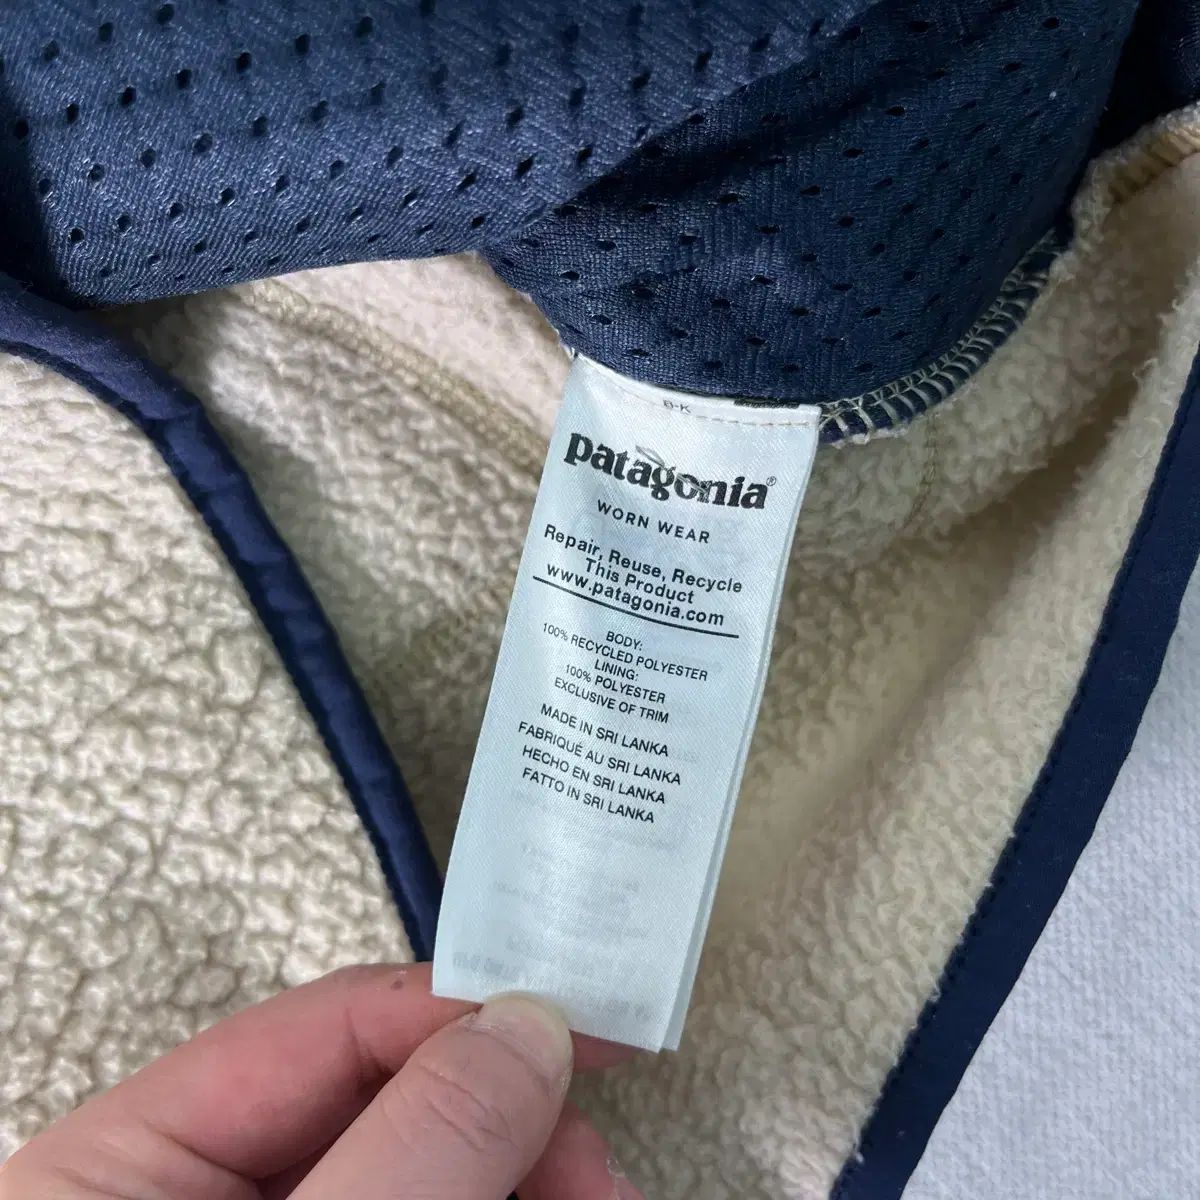 B-K
patagonia®
WORN WEAR
Repair, Reuse, Recycle
This Product
www.patagonia.com
BODY:
100% RECYCLED POLYESTER
LINING:
100% POLYESTER
EXCLUSIVE OF TRIM
MADE IN SRI LANKA
FABRIQUÉ AU SRI LANKA
HECHO EN SRI LANKA
FATTO IN SRI LANKA